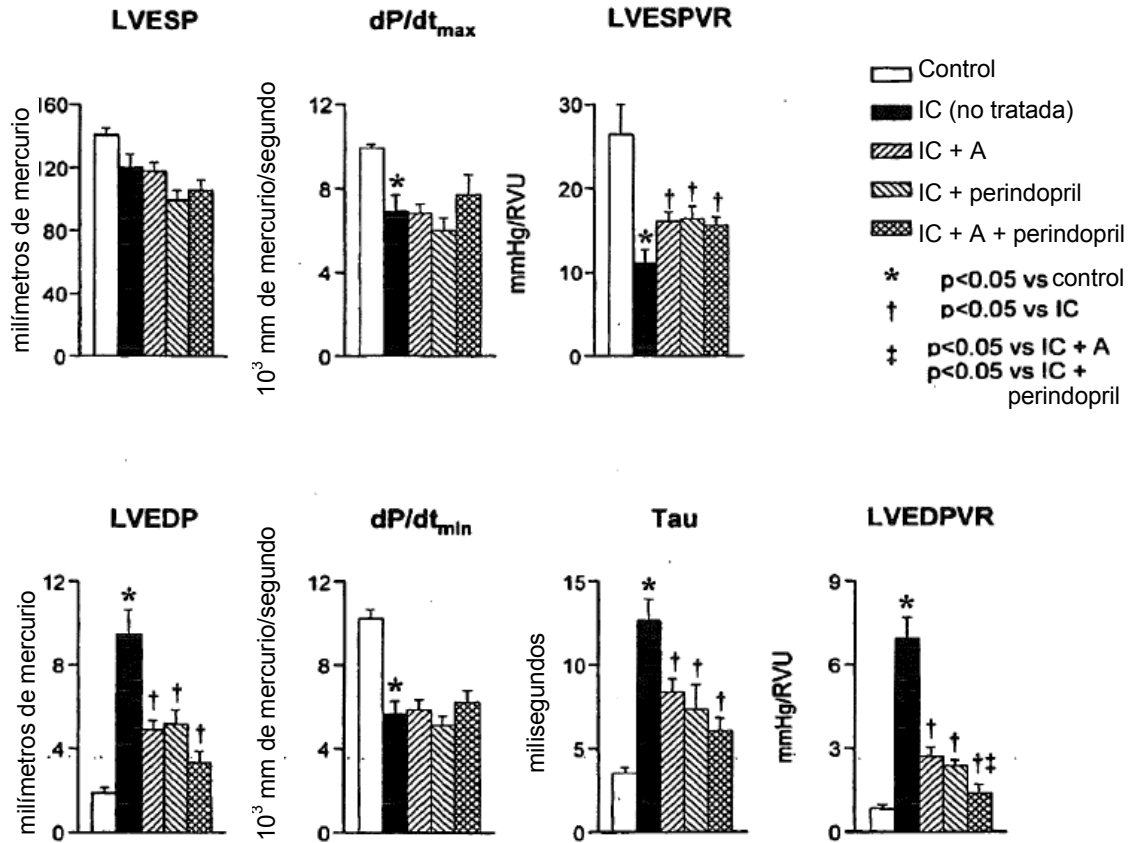 LVESP
milímetros de mercurio
160
120
80
40
0
dP/dtmax
10³ mm de mercurio/segundo
12
8
4
0
*
LVESPVR
mmHg/RVU
30
20
10
0
*
† † †
Control
IC (no tratada)
IC + A
IC + perindopril
IC + A + perindopril
* p<0.05 vs control
† p<0.05 vs IC
‡ p<0.05 vs IC + A
p<0.05 vs IC +
perindopril
LVEDP
milímetros de mercurio
12
8
4
0
*
† † †
dP/dtmin
10³ mm de mercurio/segundo
12
8
4
0
*
Tau
milisegundos
15
10
5
0
*
† † †
LVEDPVR
mmHg/RVU
9
6
3
0
*
† † †‡